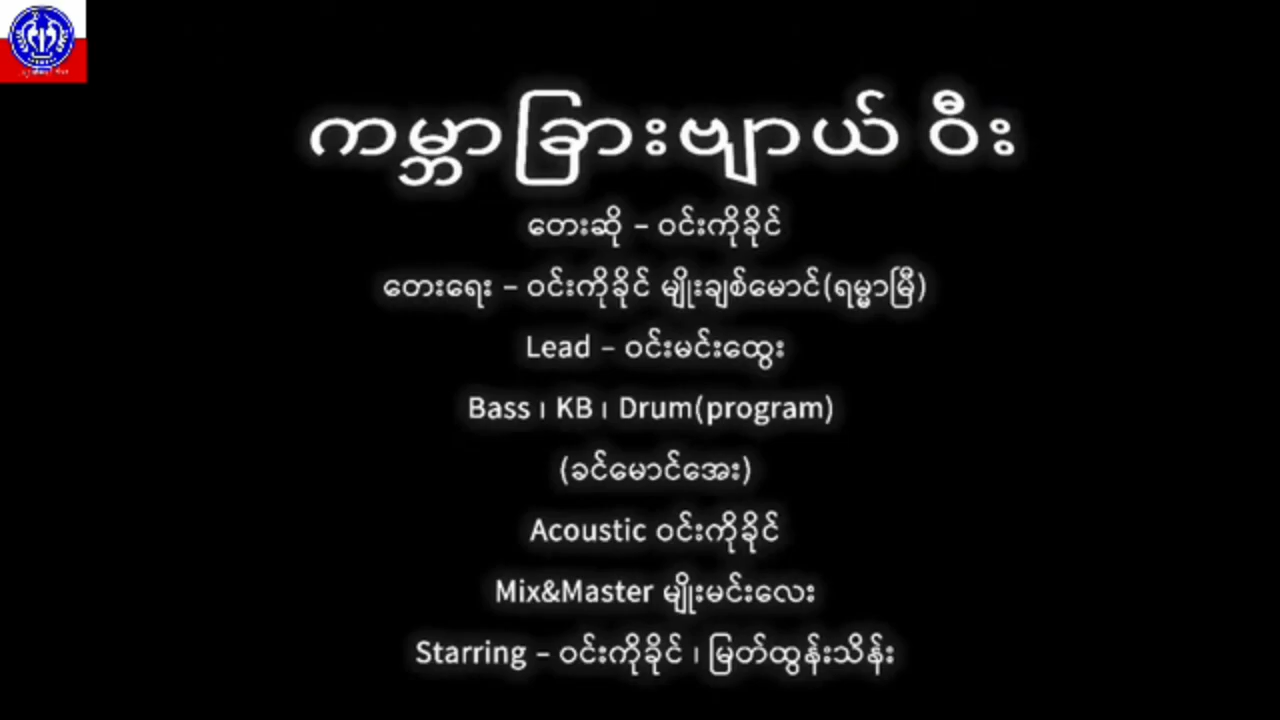 ကမ္ဘာခြားဗျာယ် ဝီး
တေးဆို – ဝင်းကိုခိုင်
တေးရေး – ဝင်းကိုခိုင် မျိုးချစ်မောင်(ရမ္မာမြီ)
Lead – ဝင်းမင်းထွေး
Bass ၊ KB ၊ Drum(program)
(ခင်မောင်အေး)
Acoustic ဝင်းကိုခိုင်
Mix&Master မျိုးမင်းလေး
Starring – ဝင်းကိုခိုင် ၊ မြတ်ထွန်းသိန်း